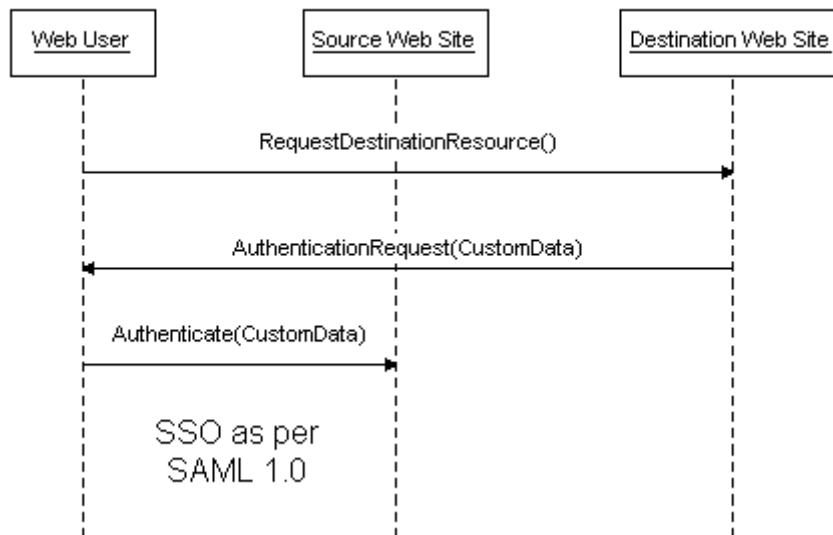 Web User
Source Web Site
Destination Web Site
RequestDestinationResource()
AuthenticationRequest(CustomData)
Authenticate(CustomData)
SSO as per
SAML 1.0